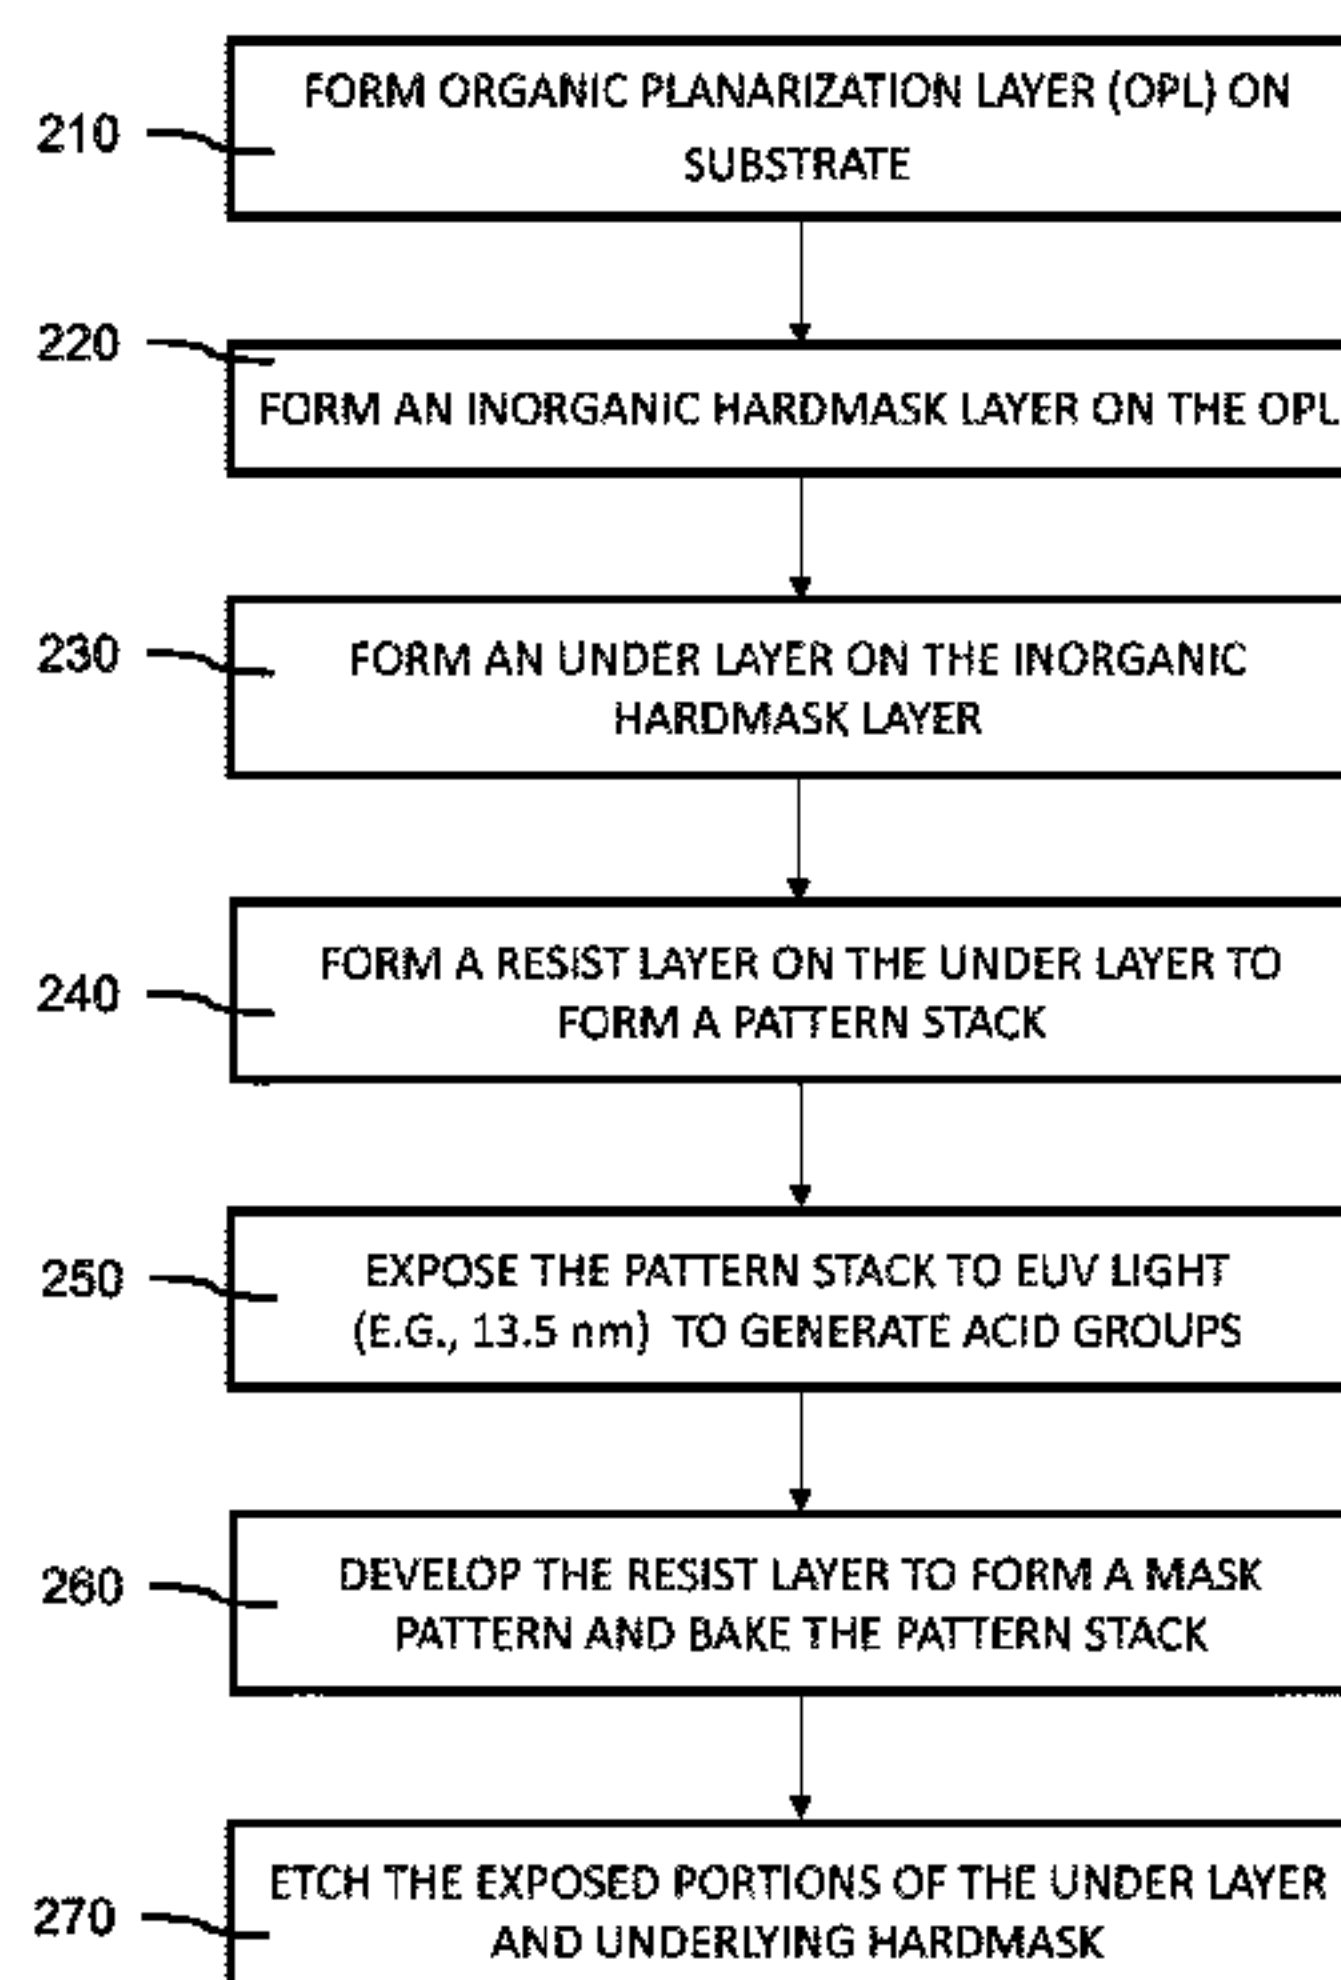 210
FORM ORGANIC PLANARIZATION LAYER (OPL) ON
SUBSTRATE
220
FORM AN INORGANIC HARDMASK LAYER ON THE OPL
230
FORM AN UNDER LAYER ON THE INORGANIC
HARDMASK LAYER
240
FORM A RESIST LAYER ON THE UNDER LAYER TO
FORM A PATTERN STACK
250
EXPOSE THE PATTERN STACK TO EUV LIGHT
(E.G., 13.5 nm) TO GENERATE ACID GROUPS
260
DEVELOP THE RESIST LAYER TO FORM A MASK
PATTERN AND BAKE THE PATTERN STACK
270
ETCH THE EXPOSED PORTIONS OF THE UNDER LAYER
AND UNDERLYING HARDMASK